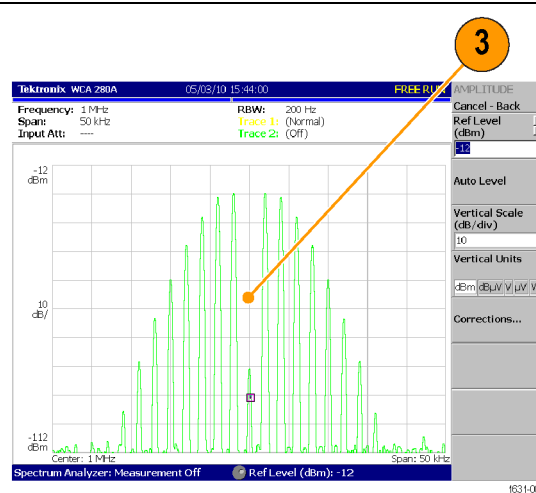 3
Tektronix WCA 280A 05/03/10 15:44:00 FREE RUN
Frequency: 1 MHz RBW: 200 Hz
Span: 50 kHz Trace 1: (Normal)
Input Att: ---- Trace 2: (Off)
AMPLITUDE
Cancel - Back
Ref Level
(dBm)
-12
Auto Level
Vertical Scale
(dB/div)
10
Vertical Units
dBm dBµV V µV
Corrections...
-12
dBm
10
dB/
-112
dBm
Center: 1 MHz Span: 50 kHz
Spectrum Analyzer: Measurement Off Ref Level (dBm): -12